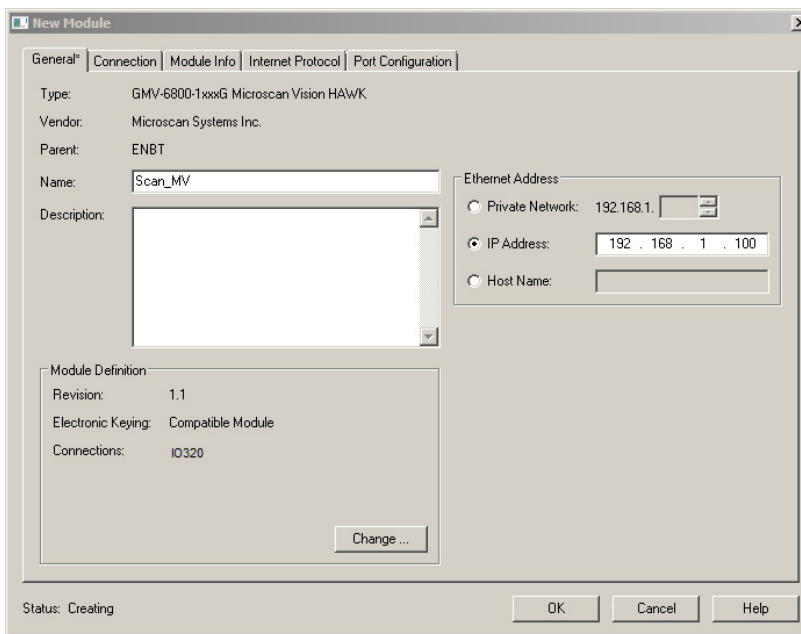 New Module
General* Connection Module Info Internet Protocol Port Configuration
Type: GMV-6800-1xxxG Microscan Vision HAWK
Vendor: Microscan Systems Inc.
Parent: ENBT
Name: Scan_MV
Description:
Ethernet Address
Private Network: 192.168.1.
IP Address: 192 . 168 . 1 . 100
Host Name:
Module Definition
Revision: 1.1
Electronic Keying: Compatible Module
Connections: IO320
Change ...
Status: Creating
OK Cancel Help